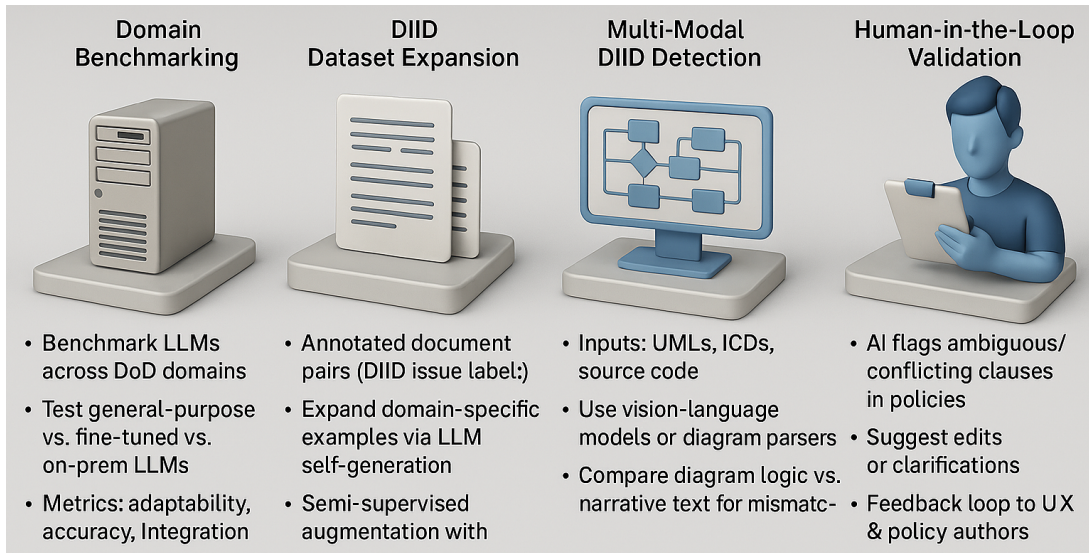 Domain
Benchmarking
• Benchmark LLMs
across DoD domains
• Test general-purpose
vs. fine-tuned vs.
on-prem LLMs
• Metrics: adaptability,
accuracy, Integration
DIID
Dataset Expansion
• Annotated document
pairs (DIID issue label:)
• Expand domain-specific
examples via LLM
self-generation
• Semi-supervised
augmentation with
Multi-Modal
DIID Detection
• Inputs: UMLs, ICDs,
source code
• Use vision-language
models or diagram parsers
• Compare diagram logic vs.
narrative text for mismatc-
Human-in-the-Loop
Validation
• AI flags ambiguous/
conflicting clauses
in policies
• Suggest edits
or clarifications
• Feedback loop to UX
& policy authors